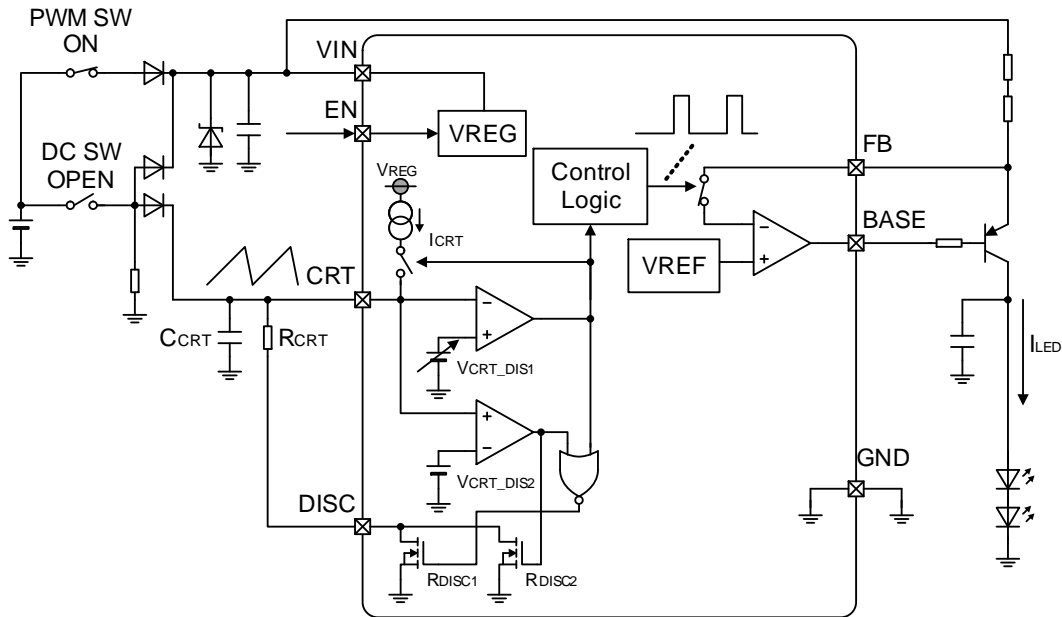 PWM SW
ON
VIN
EN
VREG
DC SW
OPEN
VREG
ICRT
Control
Logic
FB
BASE
VREF
CRT
CCRT
RCRT
VCRT_DIS1
ILED
VCRT_DIS2
GND
DISC
RDISC1
RDISC2
−
+
−
+
+
−